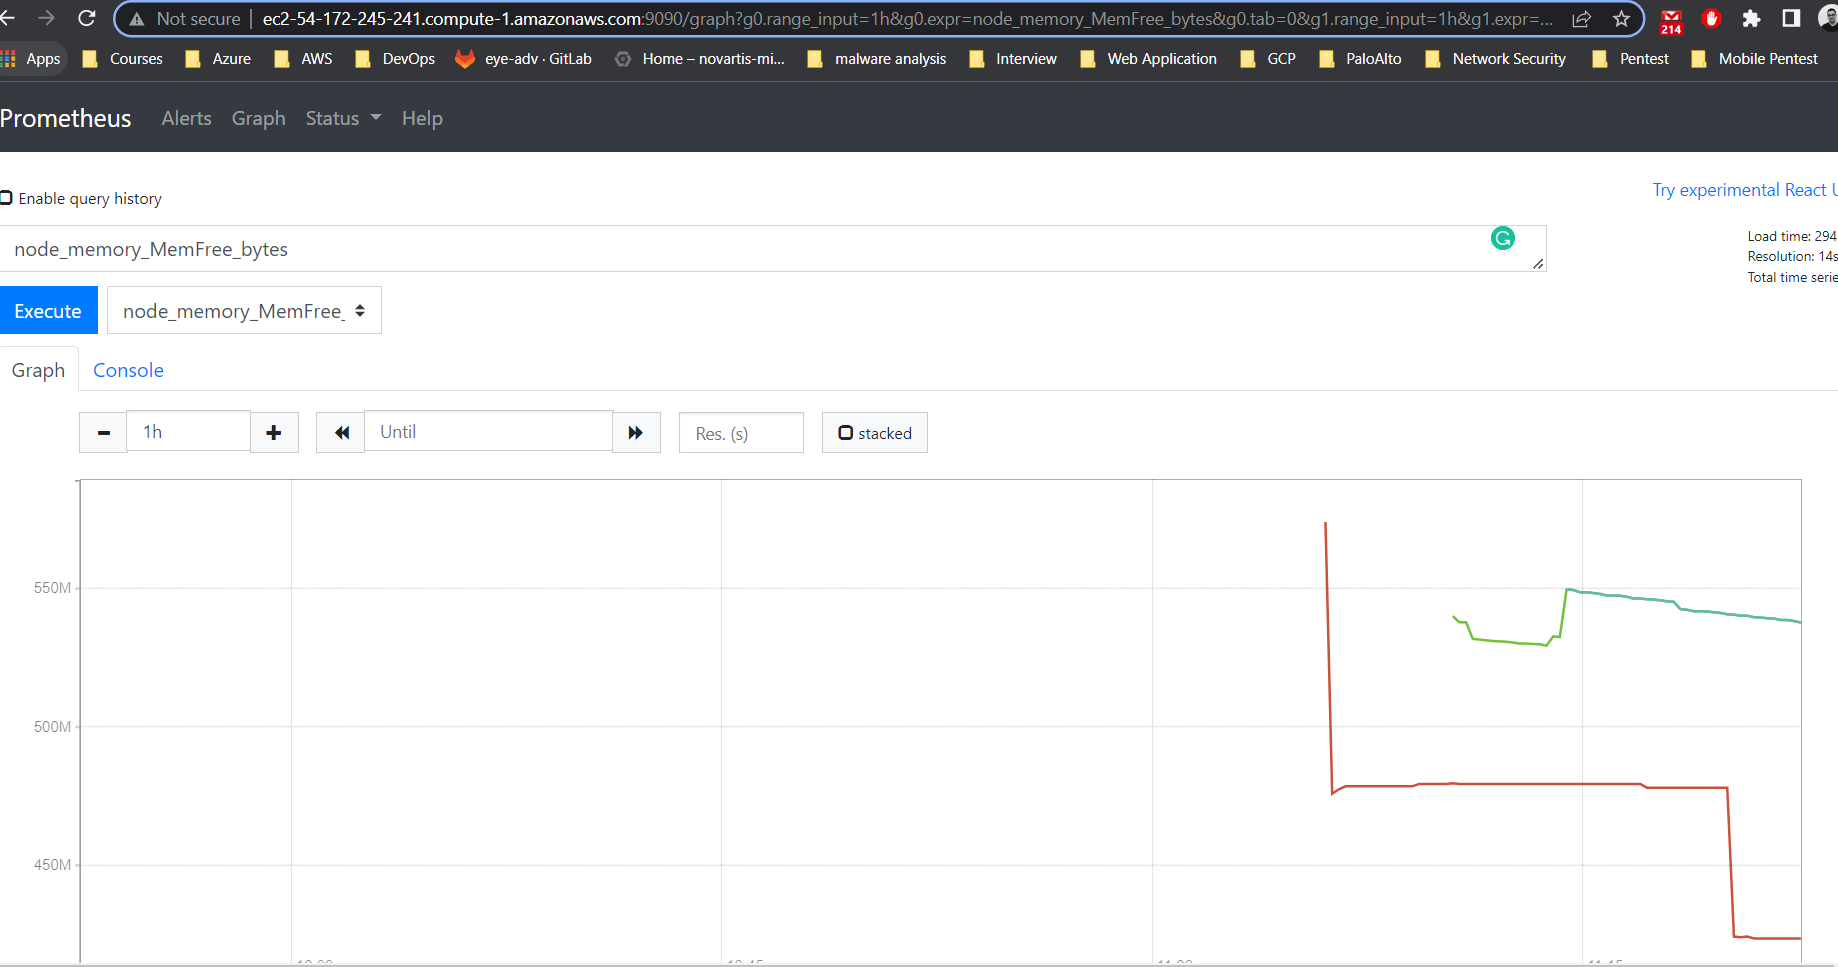 Not secure | ec2-54-172-245-241.compute-1.amazonaws.com:9090/graph?g0.range_input=1h&g0.expr=node_memory_MemFree_bytes&g0.tab=0&g1.range_input=1h&g1.expr=...
214
Apps Courses Azure AWS DevOps eye-adv · GitLab Home – novartis-mi... malware analysis Interview Web Application GCP PaloAlto Network Security Pentest Mobile Pentest
Prometheus Alerts Graph Status Help
Enable query history
Try experimental React
node_memory_MemFree_bytes
Load time: 294
Resolution: 14s
Total time serie
Execute node_memory_MemFree_
Graph Console
1h Until Res. (s) stacked
550M
500M
450M